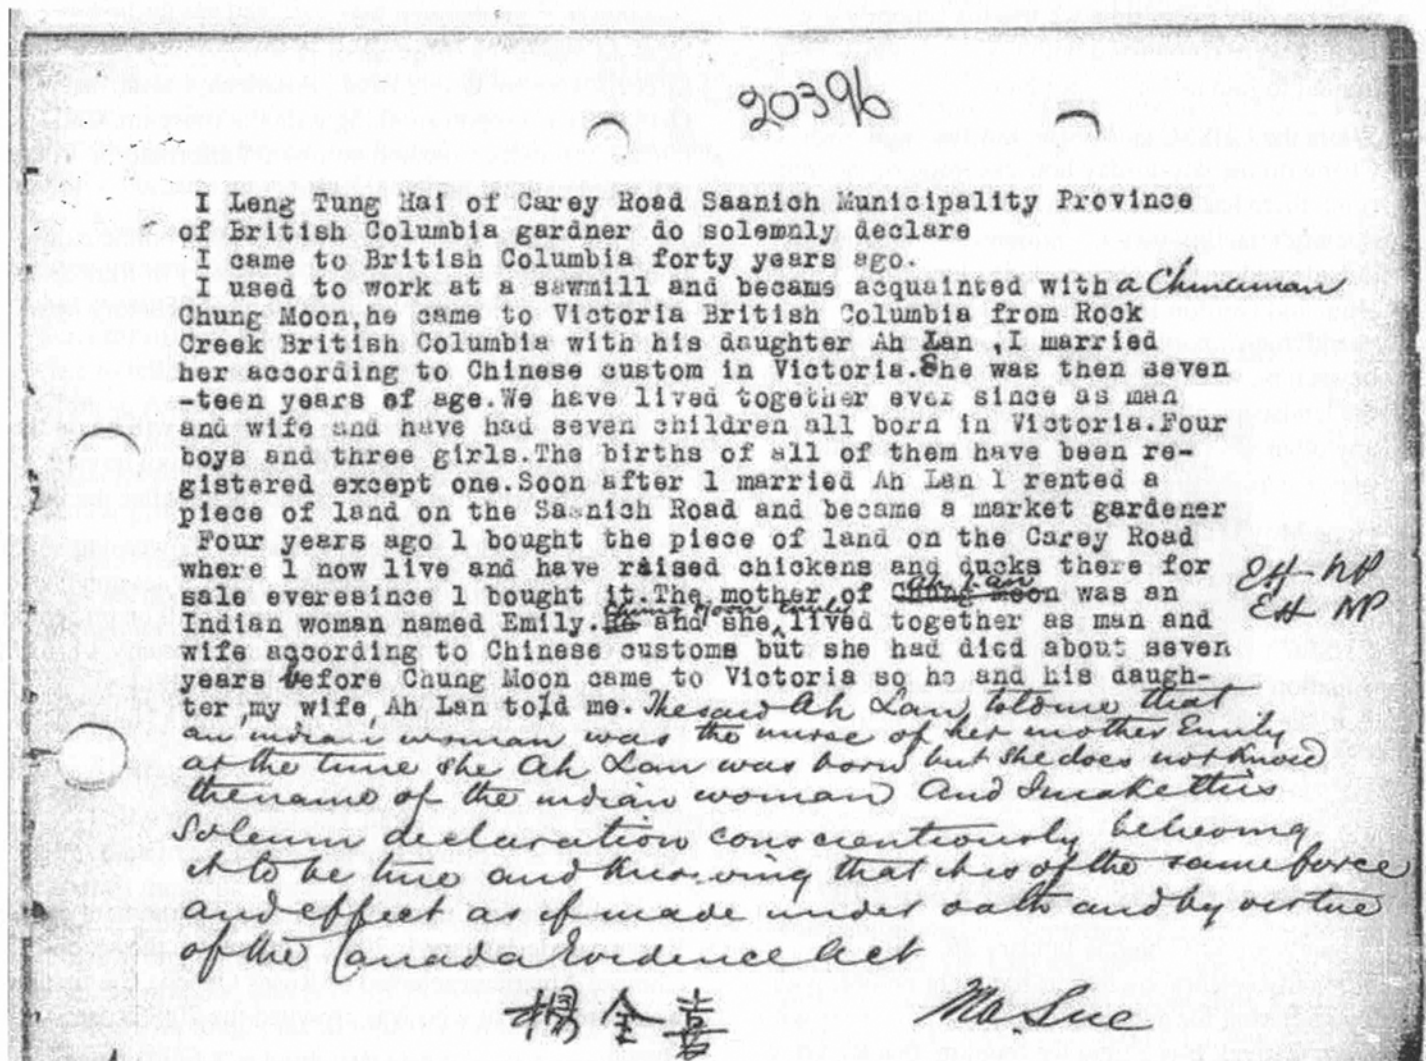 20396
I Leng Tung Hai of Carey Road Saanich Municipality Province
of British Columbia gardner do solemnly declare
I came to British Columbia forty years ago.
I used to work at a sawmill and became acquainted with a Chinaman
Chung Moon,he came to Victoria British Columbia from Rock
Creek British Columbia with his daughter Ah Lan ,I married
her according to Chinese custom in Victoria.She was then seven
-teen years of age.We have lived together ever since as man
and wife and have had seven children all born in Victoria.Four
boys and three girls.The births of all of them have been re-
gistered except one.Soon after I married Ah Lan I rented a
piece of land on the Saanich Road and became a market gardener
Four years ago I bought the piece of land on the Carey Road
where I now live and have raised chickens and ducks there for
Ah Lan
sale everesince I bought it.The mother of Chung Moon was an
Chung Moon Emily
Indian woman named Emily.He and she lived together as man and
wife according to Chinese customs but she had died about seven
years before Chung Moon came to Victoria so he and his daugh-
ter ,my wife, Ah Lan told me. The said Ah Lan told me that
an indian woman was the nurse of her mother Emily
at the time she Ah Lan was born but she does not know
the name of the indian woman And I make this
Solemn declaration conscientiously believing
it to be true and knowing that it is of the same force
and effect as if made under oath and by virtue
of the Canada Evidence Act